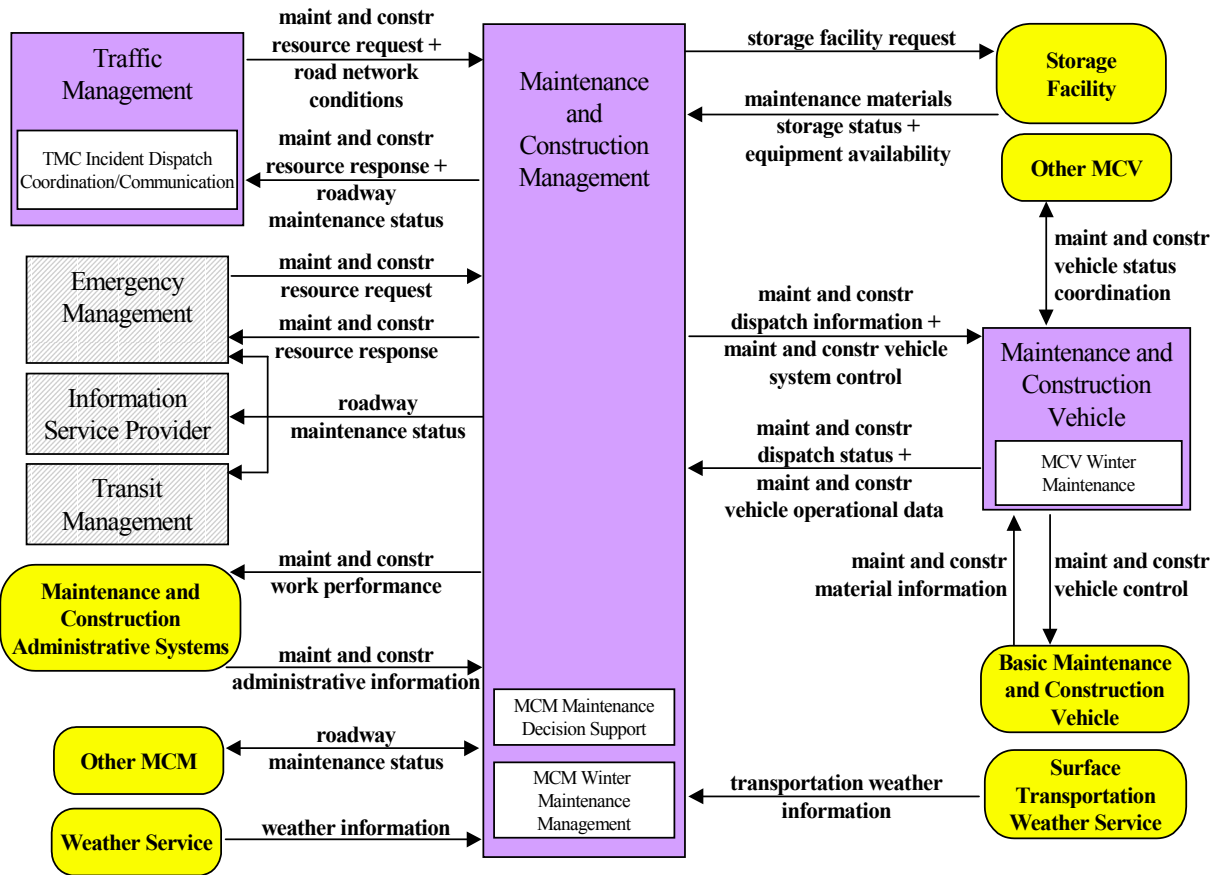 Traffic
Management
TMC Incident Dispatch
Coordination/Communication
maint and constr
resource request +
road network
conditions
maint and constr
resource response +
roadway
maintenance status
Emergency
Management
maint and constr
resource request
maint and constr
resource response
Information
Service Provider
roadway
maintenance status
Transit
Management
maint and constr
work performance
Maintenance and
Construction
Administrative Systems
maint and constr
administrative information
Other MCM
roadway
maintenance status
Weather Service
weather information
Maintenance
and
Construction
Management
MCM Maintenance
Decision Support
MCM Winter
Maintenance
Management
storage facility request
Storage
Facility
maintenance materials
storage status +
equipment availability
Other MCV
maint and constr
vehicle status
coordination
maint and constr
dispatch information +
maint and constr vehicle
system control
Maintenance and
Construction
Vehicle
MCV Winter
Maintenance
maint and constr
dispatch status +
maint and constr
vehicle operational data
maint and constr
material information
maint and constr
vehicle control
Basic Maintenance
and Construction
Vehicle
transportation weather
information
Surface
Transportation
Weather Service